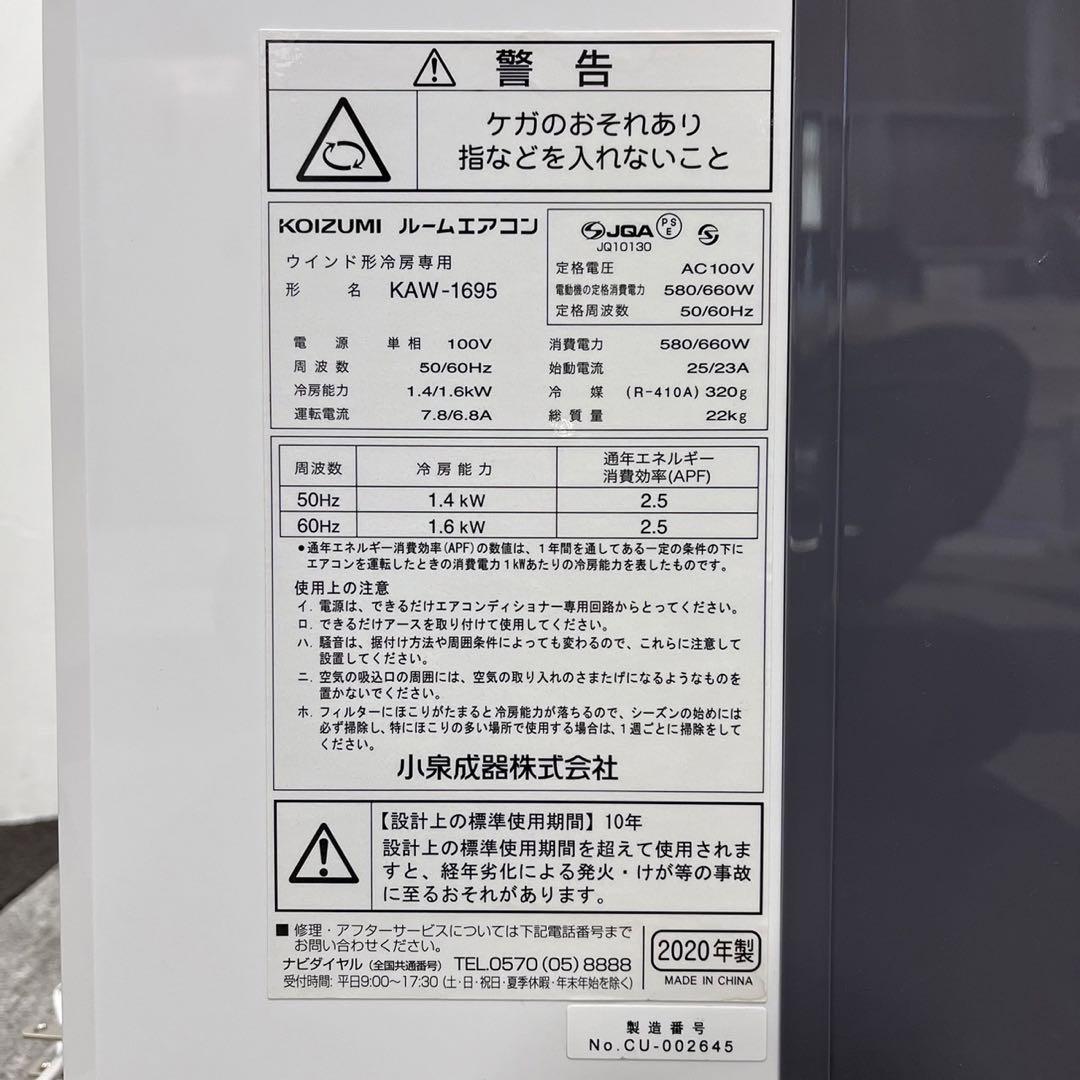 警告
ケガのおそれあり
指などを入れないこと
KOIZUMI ルームエアコン
ウインド形冷房専用
形名 KAW-1695
JQA PSE S
JQ10130
定格電圧 AC100V
電動機の定格消費電力 580/660W
定格周波数 50/60Hz
電源 単相 100V
周波数 50/60Hz
冷房能力 1.4/1.6kW
運転電流 7.8/6.8A
消費電力 580/660W
始動電流 25/23A
冷媒 (R-410A) 320g
総質量 22kg
周波数 冷房能力 通年エネルギー
消費効率(APF)
50Hz 1.4 kW 2.5
60Hz 1.6 kW 2.5
●通年エネルギー消費効率(APF)の数値は、1年間を通してある一定の条件の下に
エアコンを運転したときの消費電力1kWあたりの冷房能力を表したものです。
使用上の注意
イ. 電源は、できるだけエアコンディショナー専用回路からとってください。
ロ. できるだけアースを取り付けて使用してください。
ハ. 騒音は、据付け方法や周囲条件によっても変わるので、これらに注意して
設置してください。
ニ. 空気の吸込口の周囲には、空気の取り入れのさまたげになるようなものを
置かないでください。
ホ. フィルターにほこりがたまると冷房能力が落ちるので、シーズンの始めには
必ず掃除し、特にほこりの多い場所で使用する場合は、1週ごとに掃除をして
ください。
小泉成器株式会社
【設計上の標準使用期間】10年
設計上の標準使用期間を超えて使用されま
すと、経年劣化による発火・けが等の事故
に至るおそれがあります。
■ 修理・アフターサービスについては下記電話番号まで
お問い合わせください。
ナビダイヤル (全国共通番号) TEL.0570 (05) 8888
受付時間: 平日9:00〜17:30 (土・日・祝日・夏季休暇・年末年始を除く)
2020年製
MADE IN CHINA
製造番号
No.CU-002645